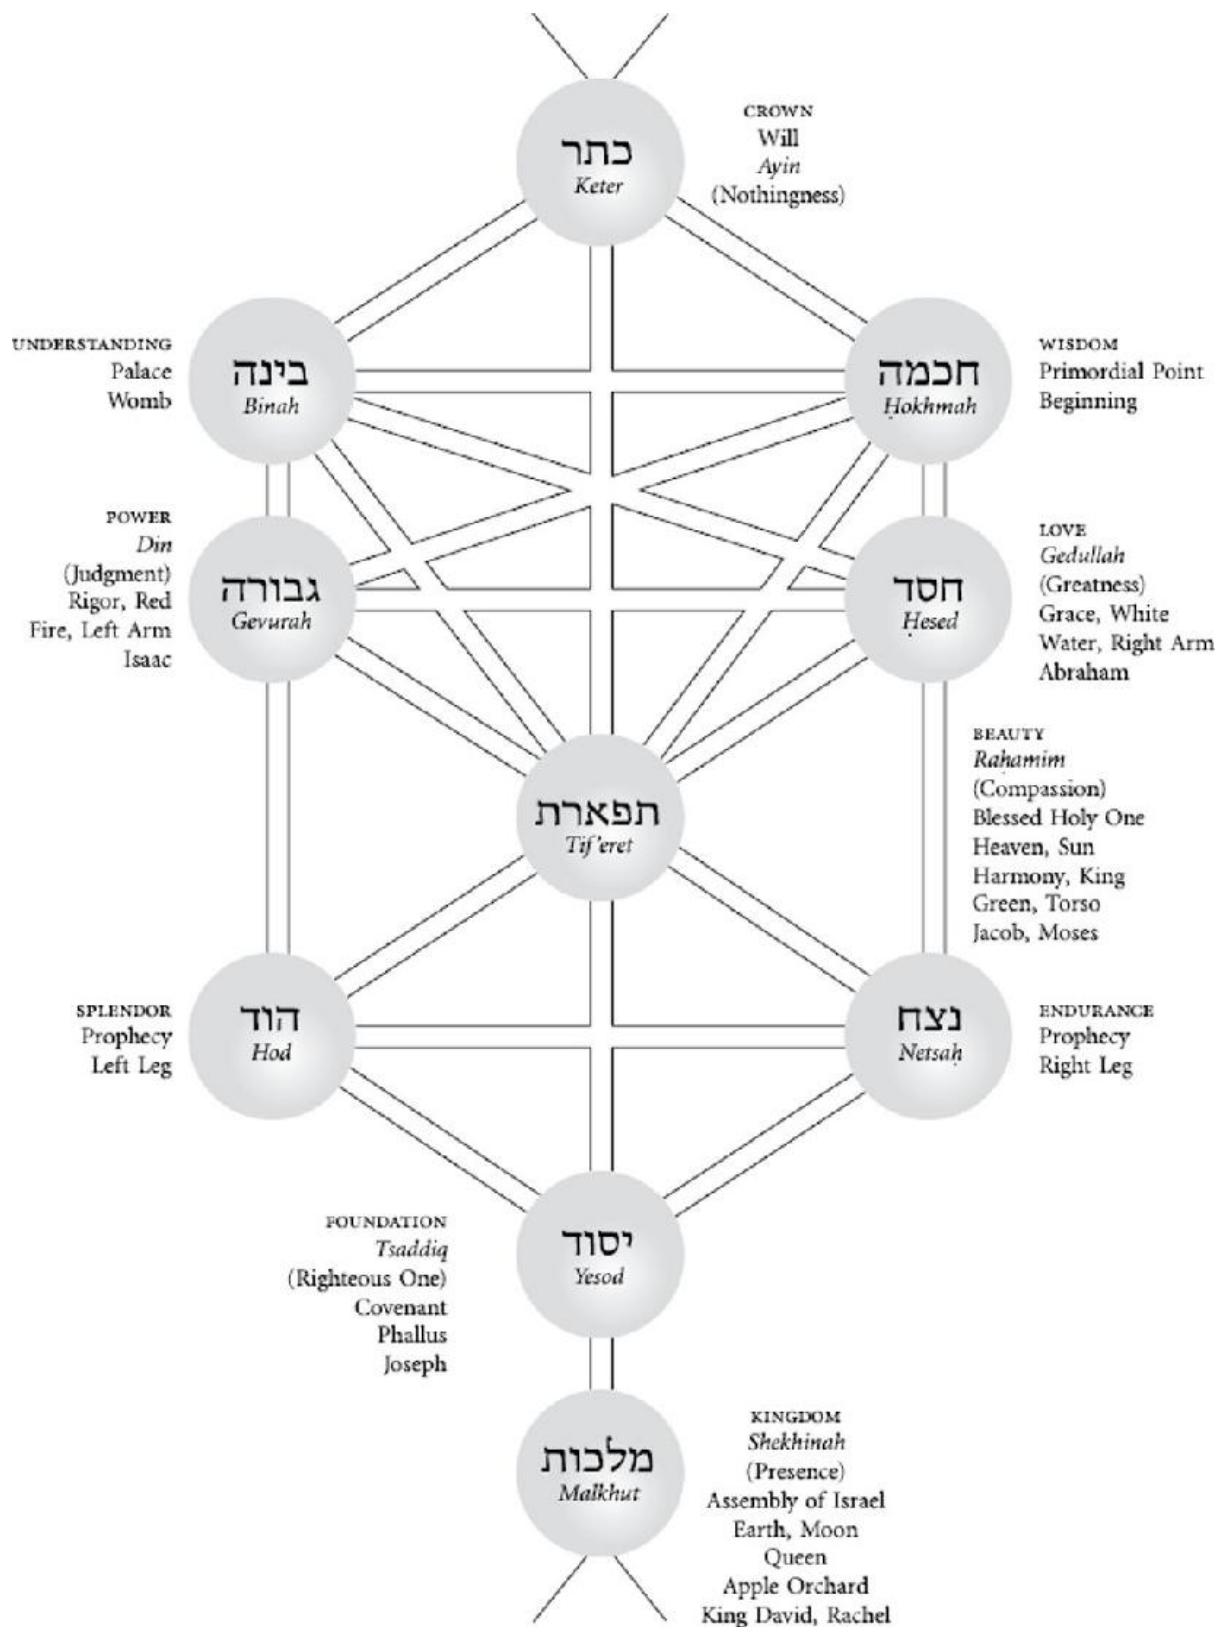 כתר
Keter
CROWN
Will
Ayin
(Nothingness)
UNDERSTANDING
Palace
Womb
בינה
Binah
חכמה
Ḥokhmah
WISDOM
Primordial Point
Beginning
POWER
Din
(Judgment)
Rigor, Red
Fire, Left Arm
Isaac
גבורה
Gevurah
חסד
Ḥesed
LOVE
Gedullah
(Greatness)
Grace, White
Water, Right Arm
Abraham
תפארת
Tif'eret
BEAUTY
Raḥamim
(Compassion)
Blessed Holy One
Heaven, Sun
Harmony, King
Green, Torso
Jacob, Moses
SPLENDOR
Prophecy
Left Leg
הוד
Hod
נצח
Netsaḥ
ENDURANCE
Prophecy
Right Leg
FOUNDATION
Tsaddiq
(Righteous One)
Covenant
Phallus
Joseph
יסוד
Yesod
מלכות
Malkhut
KINGDOM
Shekhinah
(Presence)
Assembly of Israel
Earth, Moon
Queen
Apple Orchard
King David, Rachel